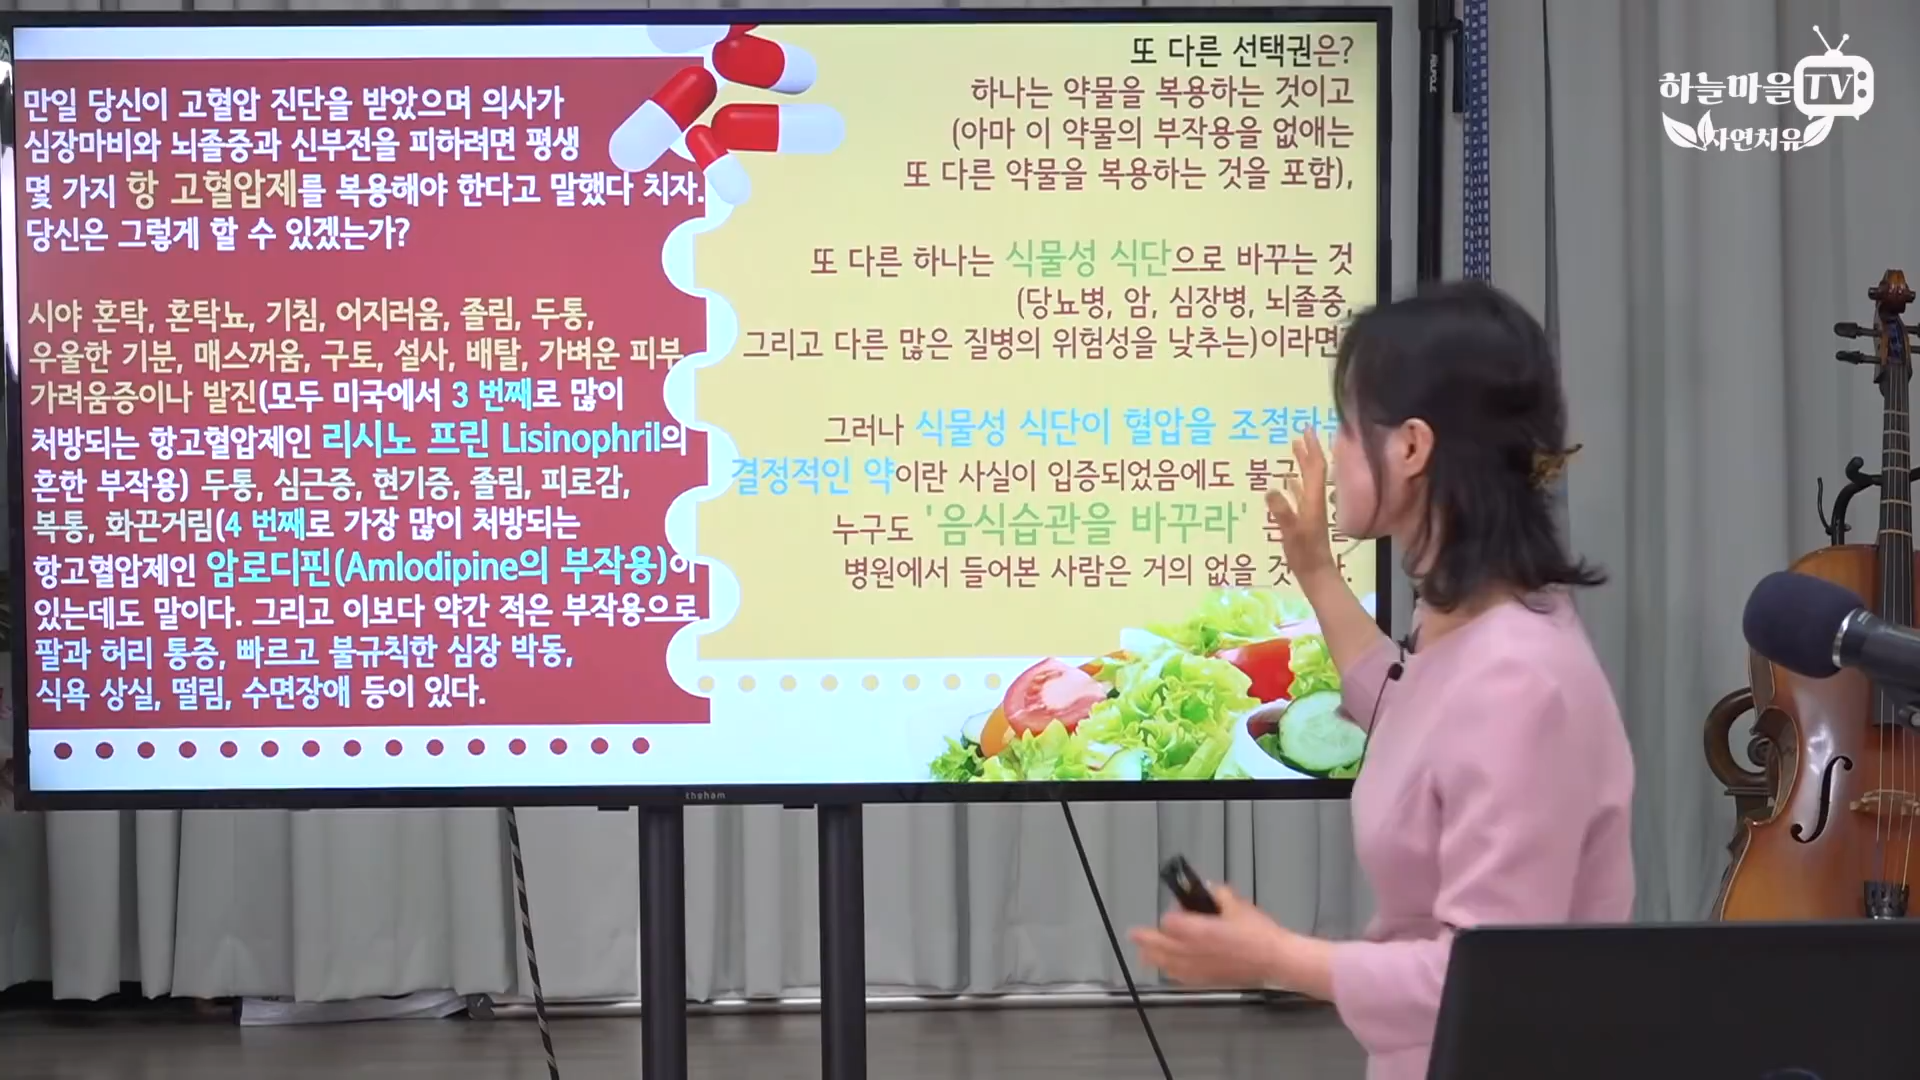 만일 당신이 고혈압 진단을 받았으며 의사가
심장마비와 뇌졸중과 신부전을 피하려면 평생
몇 가지 항 고혈압제를 복용해야 한다고 말했다 치자.
당신은 그렇게 할 수 있겠는가?
시야 혼탁, 혼탁뇨, 기침, 어지러움, 졸림, 두통,
우울한 기분, 매스꺼움, 구토, 설사, 배탈, 가벼운 피부
가려움증이나 발진(모두 미국에서 3 번째로 많이
처방되는 항고혈압제인 리시노 프린 Lisinophril의
흔한 부작용) 두통, 심근증, 현기증, 졸림, 피로감,
복통, 화끈거림(4 번째로 가장 많이 처방되는
항고혈압제인 암로디핀(Amlodipine의 부작용)이
있는데도 말이다. 그리고 이보다 약간 적은 부작용으로
팔과 허리 통증, 빠르고 불규칙한 심장 박동,
식욕 상실, 떨림, 수면장애 등이 있다.
또 다른 선택권은?
하나는 약물을 복용하는 것이고
(아마 이 약물의 부작용을 없애는
또 다른 약물을 복용하는 것을 포함),
또 다른 하나는 식물성 식단으로 바꾸는 것
(당뇨병, 암, 심장병, 뇌졸중,
그리고 다른 많은 질병의 위험성을 낮추는)이라면
그러나 식물성 식단이 혈압을 조절하는
결정적인 약이란 사실이 입증되었음에도
누구도 '음식습관을 바꾸라'
병원에서 들어본 사람은 거의 없을
하늘마을TV
자연치유
theham